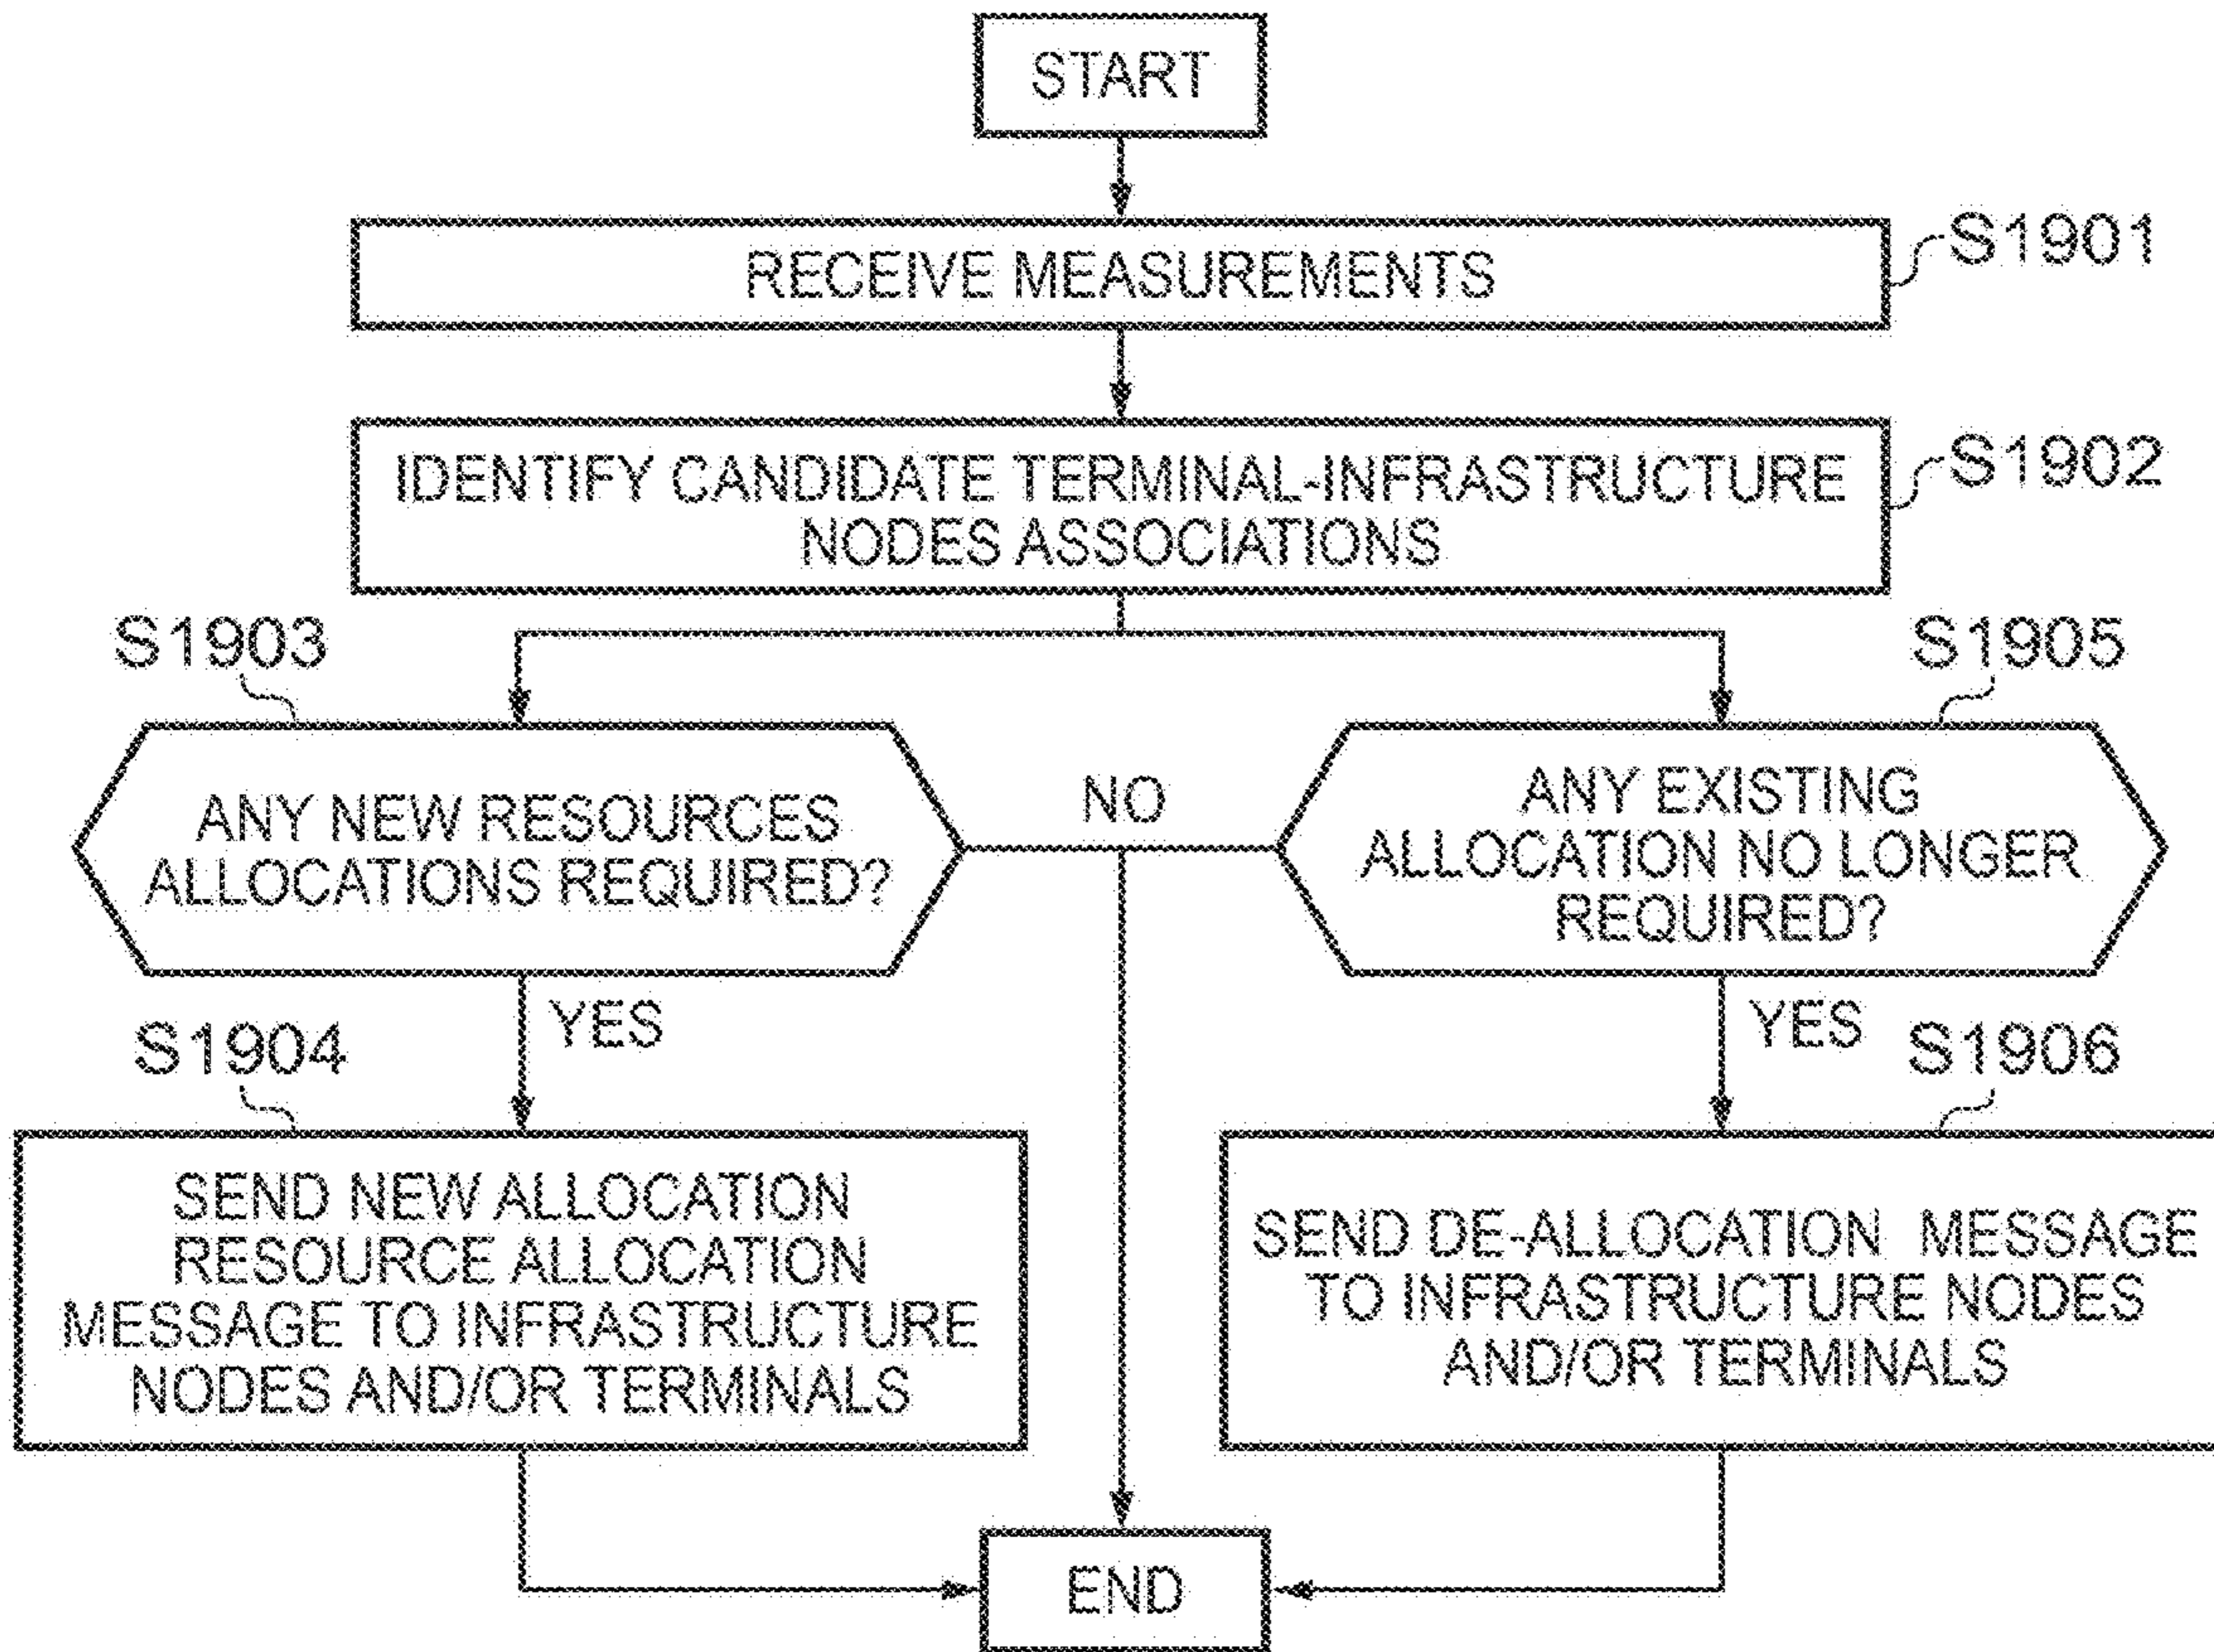 START
RECEIVE MEASUREMENTS
S1901
IDENTIFY CANDIDATE TERMINAL-INFRASTRUCTURE
NODES ASSOCIATIONS
S1902
S1903
ANY NEW RESOURCES
ALLOCATIONS REQUIRED?
NO
S1905
ANY EXISTING
ALLOCATION NO LONGER
REQUIRED?
YES
S1904
SEND NEW ALLOCATION
RESOURCE ALLOCATION
MESSAGE TO INFRASTRUCTURE
NODES AND/OR TERMINALS
YES
S1906
SEND DE-ALLOCATION MESSAGE
TO INFRASTRUCTURE NODES
AND/OR TERMINALS
END